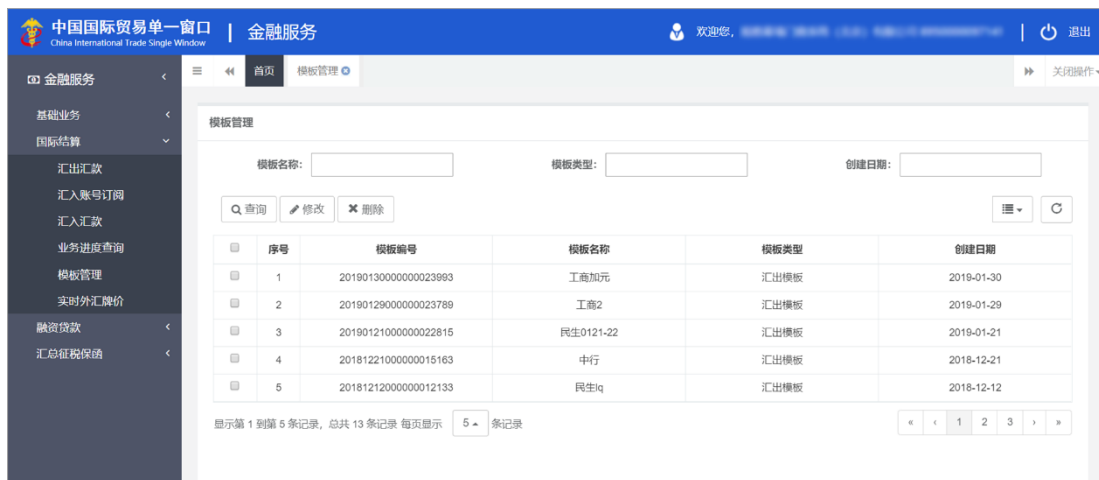 中国国际贸易单一窗口 | 金融服务 欢迎您, | 退出
China International Trade Single Window
金融服务 首页 模板管理 关闭操作
基础业务
国际结算
汇出汇款
汇入账号订阅
汇入汇款
业务进度查询
模板管理
实时外汇牌价
融资贷款
汇总征税保函
模板管理
模板名称: 模板类型: 创建日期:
查询 修改 删除
序号 模板编号 模板名称 模板类型 创建日期
1 20190130000000023993 工商加元 汇出模板 2019-01-30
2 20190129000000023789 工商2 汇出模板 2019-01-29
3 20190121000000022815 民生0121-22 汇出模板 2019-01-21
4 20181221000000015163 中行 汇出模板 2018-12-21
5 20181212000000012133 民生lq 汇出模板 2018-12-12
显示第 1 到第 5 条记录, 总共 13 条记录 每页显示 5 条记录 « ‹ 1 2 3 › »